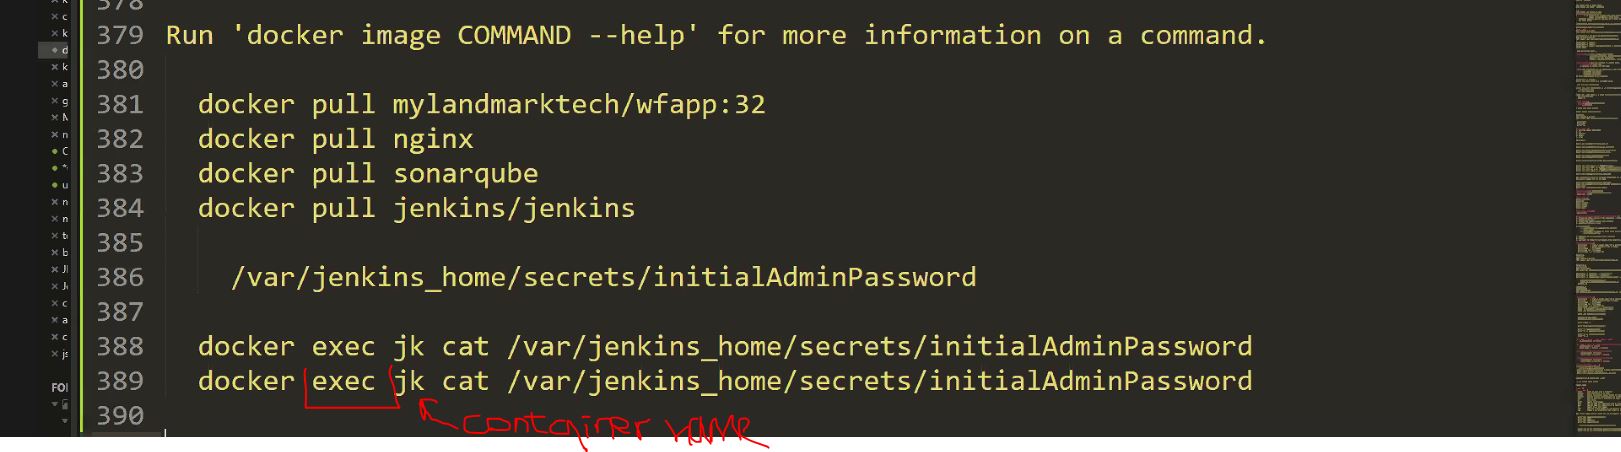 378
k
c
379 Run 'docker image COMMAND --help' for more information on a command.
k
d
380
k
a
381 docker pull mylandmarktech/wfapp:32
g
M
382 docker pull nginx
n
C
383 docker pull sonarqube
u
384 docker pull jenkins/jenkins
n
n
385
b
386 /var/jenkins_home/secrets/initialAdminPassword
c
387
a
c
388 docker exec jk cat /var/jenkins_home/secrets/initialAdminPassword
js
389 docker exec jk cat /var/jenkins_home/secrets/initialAdminPassword
FOI
390
container name